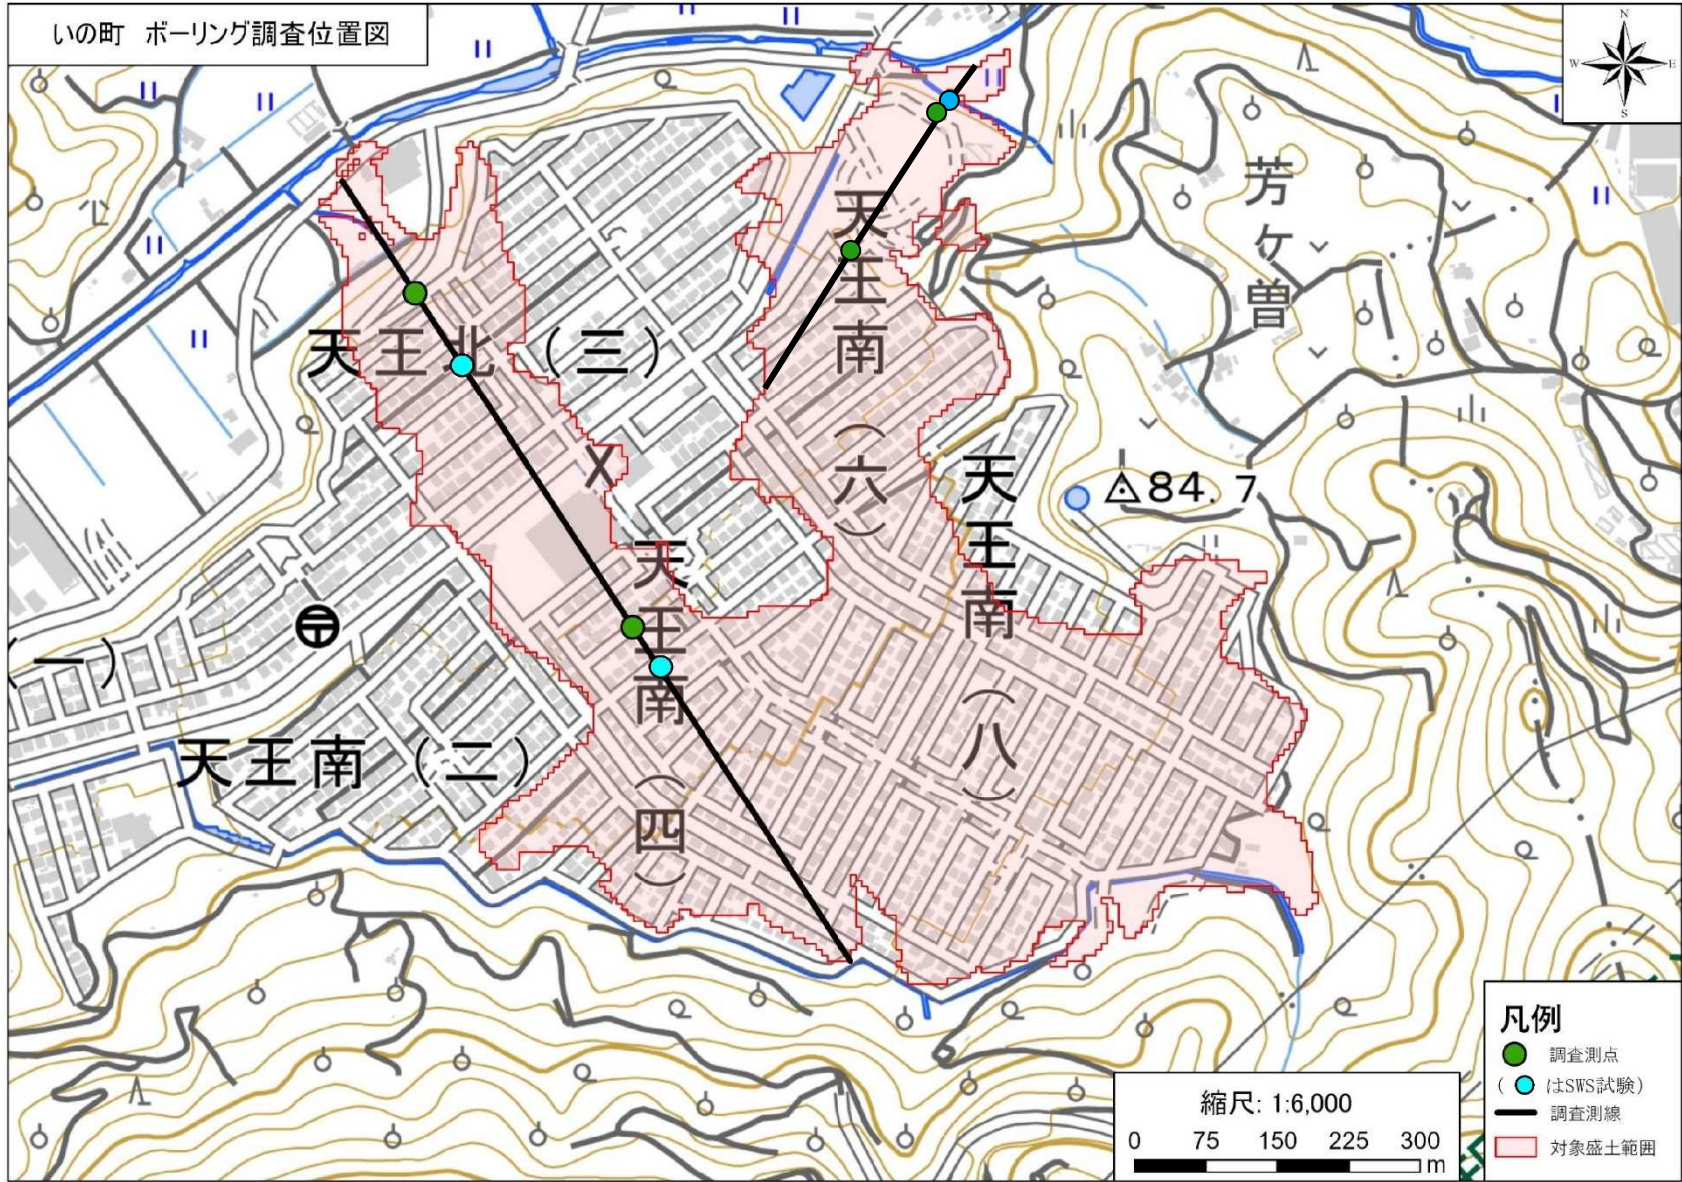 いの町 ボーリング調査位置図
N
W E
S
芳ケ曽
天王南(六)
天王北(三)
84.7
天王南(八)
天王南(四)
(一)
天王南(二)
縮尺: 1:6,000
0 75 150 225 300
m
凡例
調査測点
( はSWS試験)
調査測線
対象盛土範囲